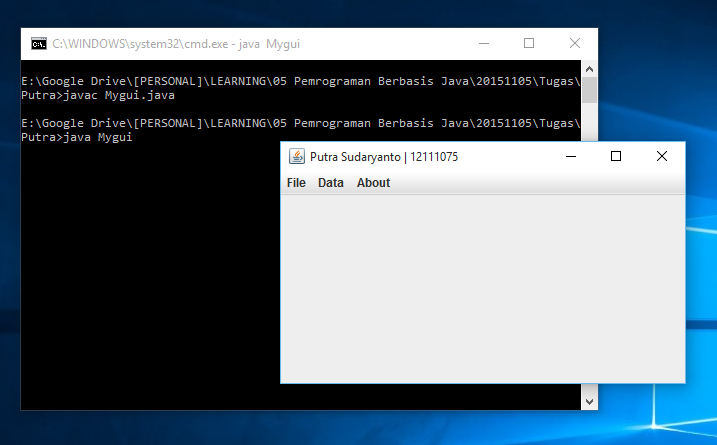 C:\WINDOWS\system32\cmd.exe - java  Mygui
E:\Google Drive\[PERSONAL]\LEARNING\05 Pemrograman Berbasis Java\20151105\Tugas\
Putra>javac Mygui.java
E:\Google Drive\[PERSONAL]\LEARNING\05 Pemrograman Berbasis Java\20151105\Tugas\
Putra>java Mygui
Putra Sudaryanto | 12111075
File Data About